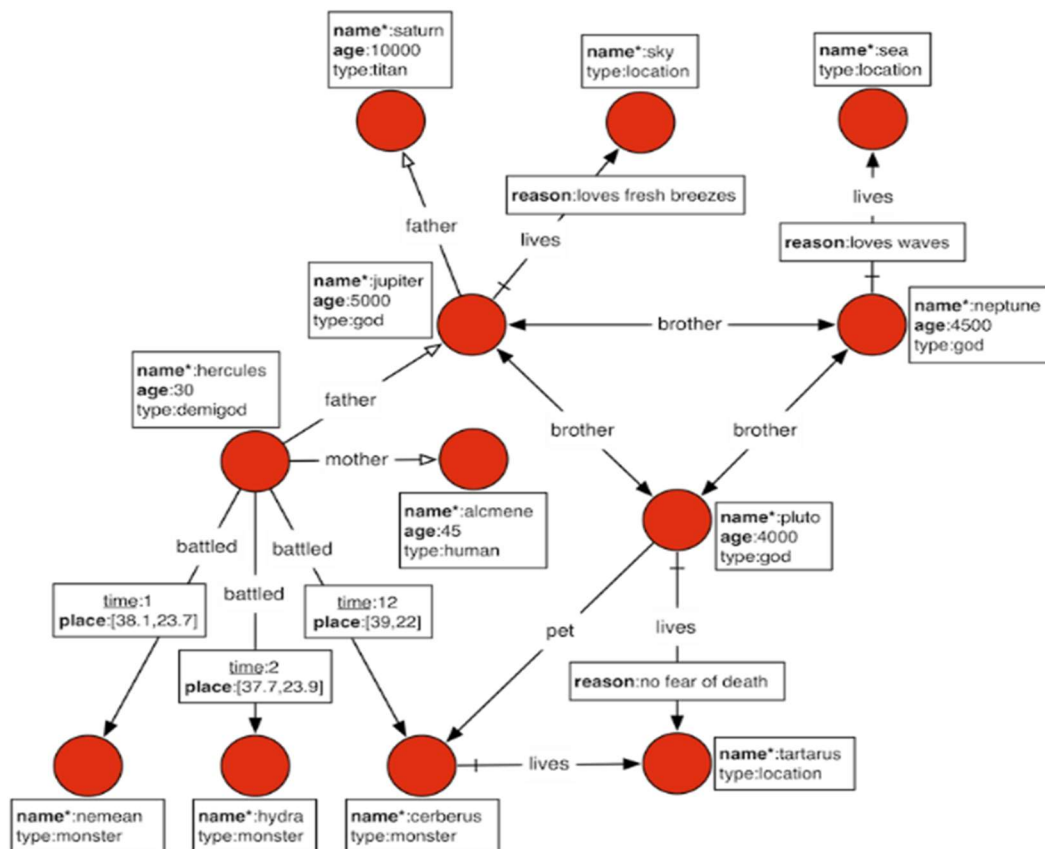 name*:saturn
age:10000
type:titan
name*:sky
type:location
name*:sea
type:location
reason:loves fresh breezes
lives
father
lives
reason:loves waves
name*:jupiter
age:5000
type:god
name*:neptune
age:4500
type:god
brother
name*:hercules
age:30
type:demigod
father
brother
brother
mother
name*:alcmene
age:45
type:human
name*:pluto
age:4000
type:god
battled
battled
battled
time:1
place:[38.1,23.7]
time:12
place:[39,22]
time:2
place:[37.7,23.9]
pet
lives
reason:no fear of death
lives
name*:tartarus
type:location
name*:nemean
type:monster
name*:hydra
type:monster
name*:cerberus
type:monster